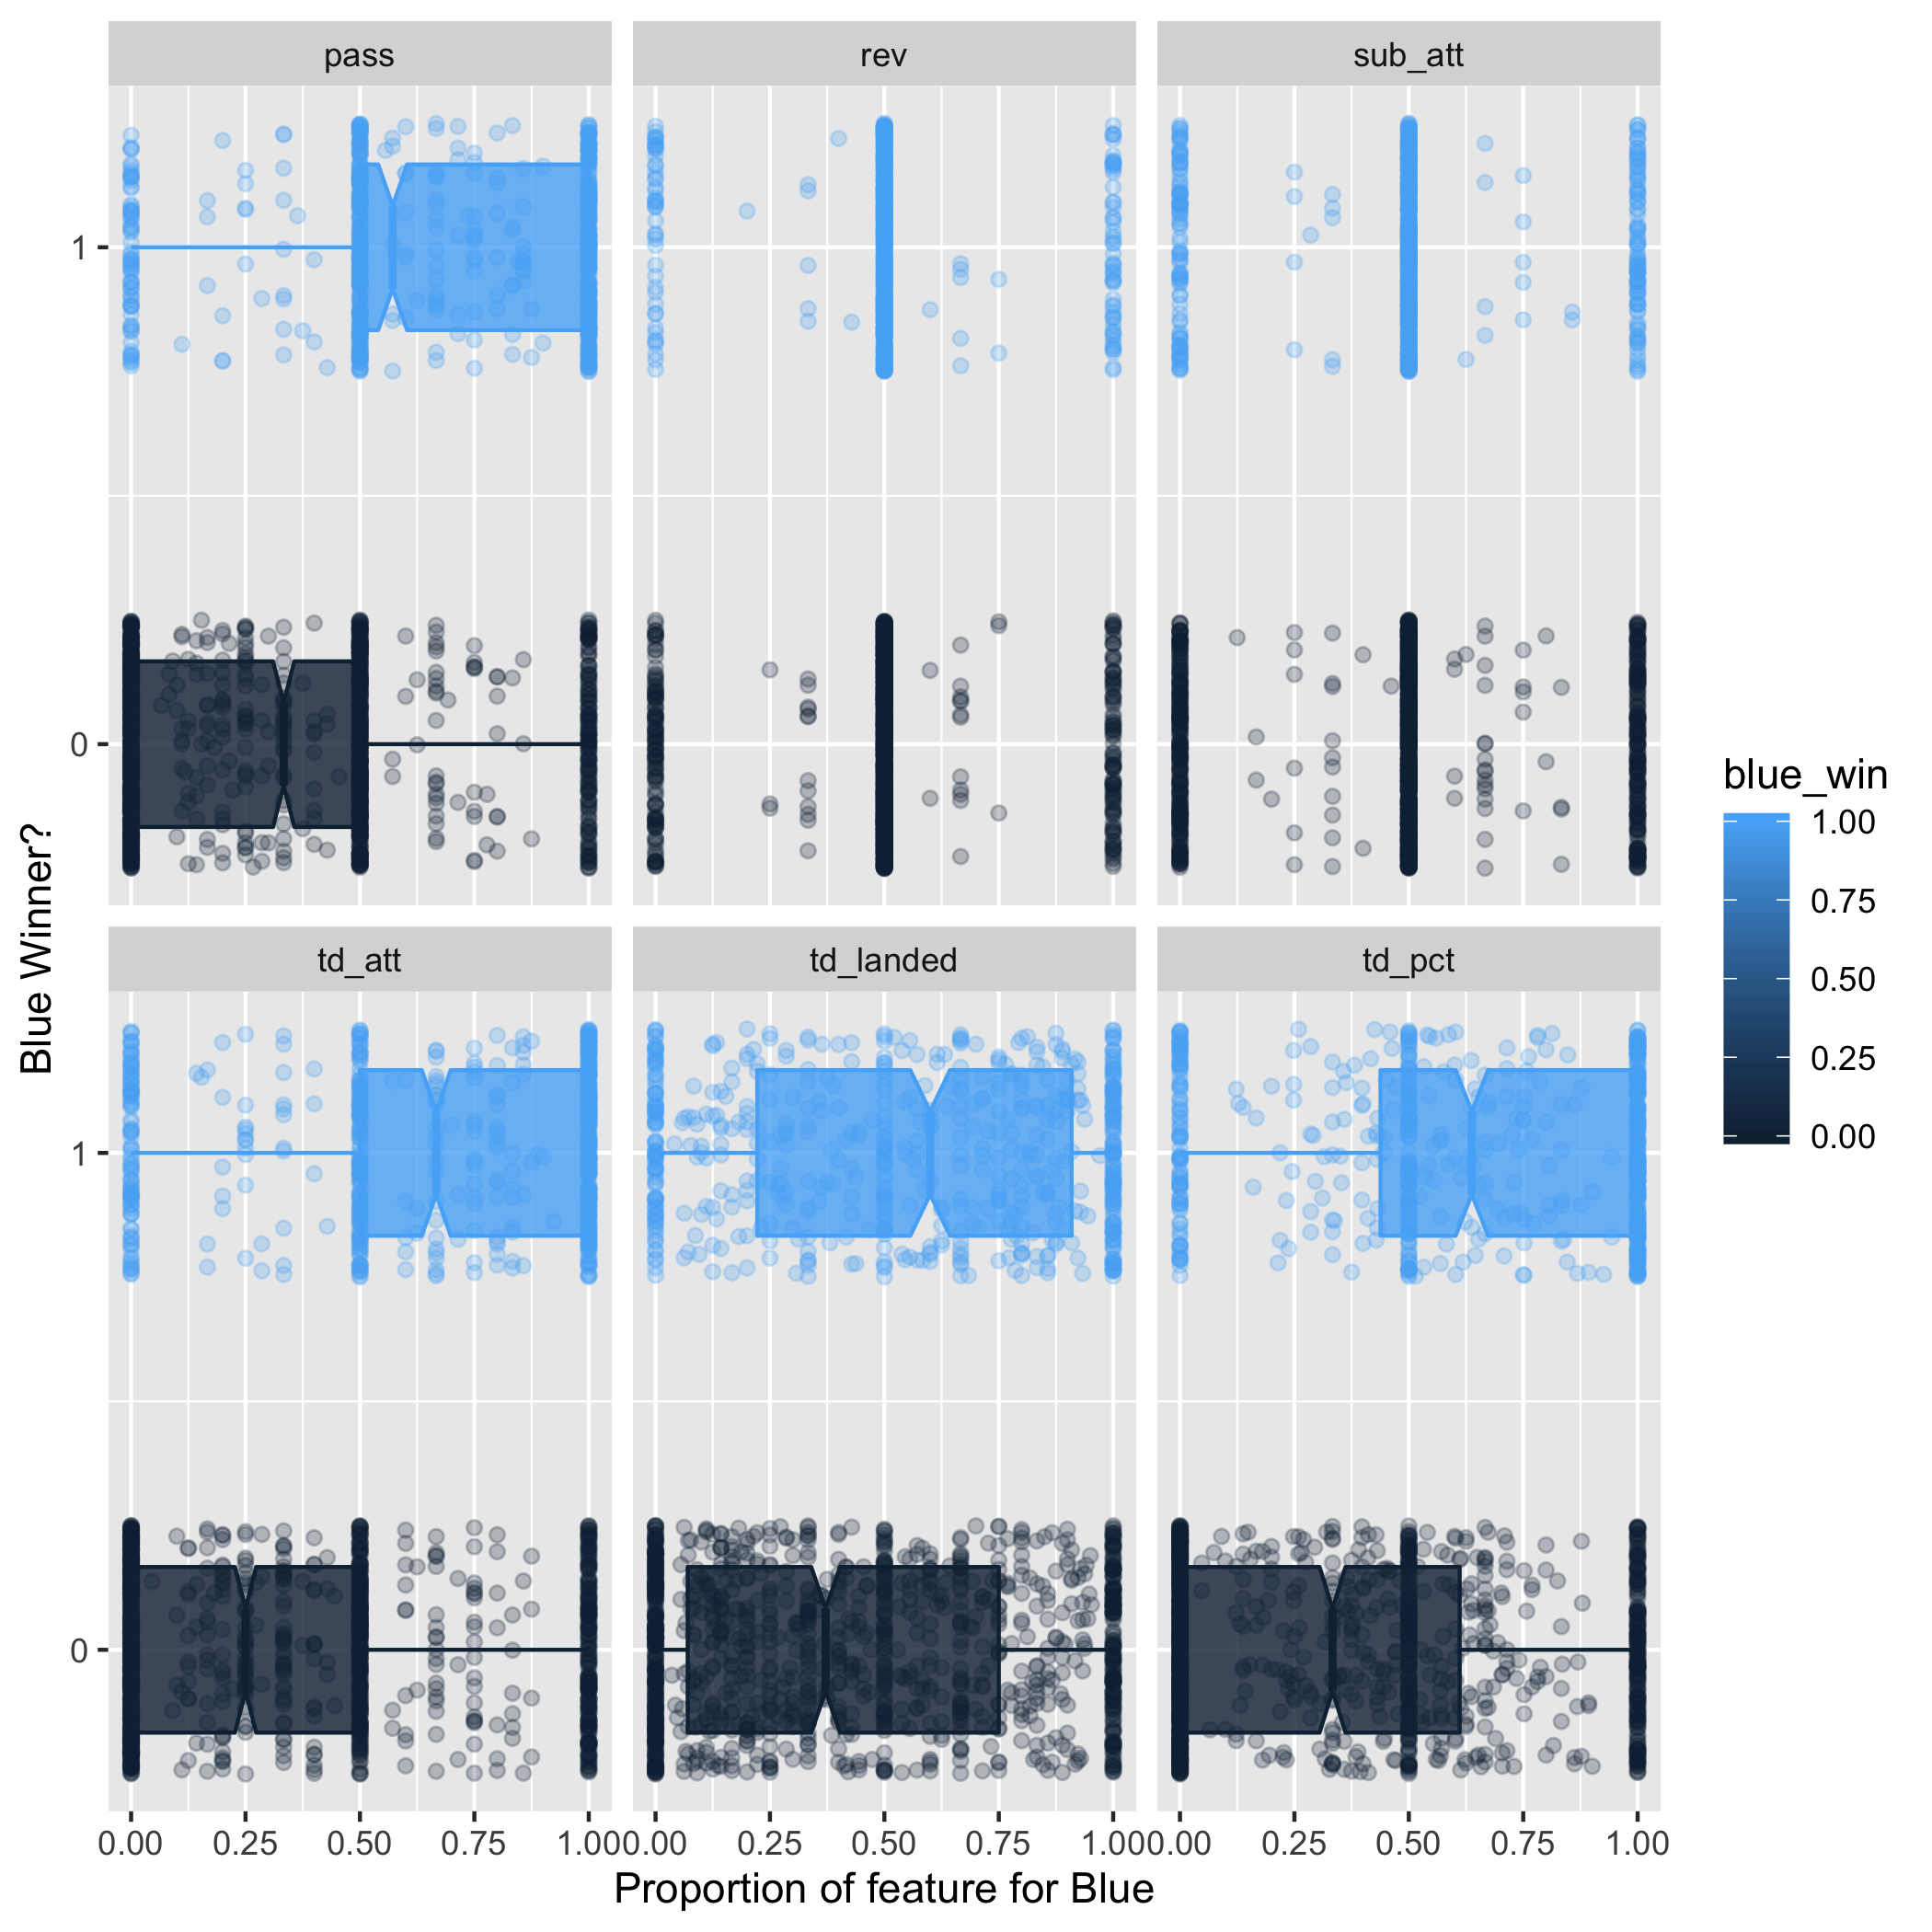 pass rev sub_att
1
0
td_att td_landed td_pct
1
0
0.00 0.25 0.50 0.75 1.00 0.00 0.25 0.50 0.75 1.00 0.00 0.25 0.50 0.75 1.00
Proportion of feature for Blue
Blue Winner?
blue_win
1.00
0.75
0.50
0.25
0.00